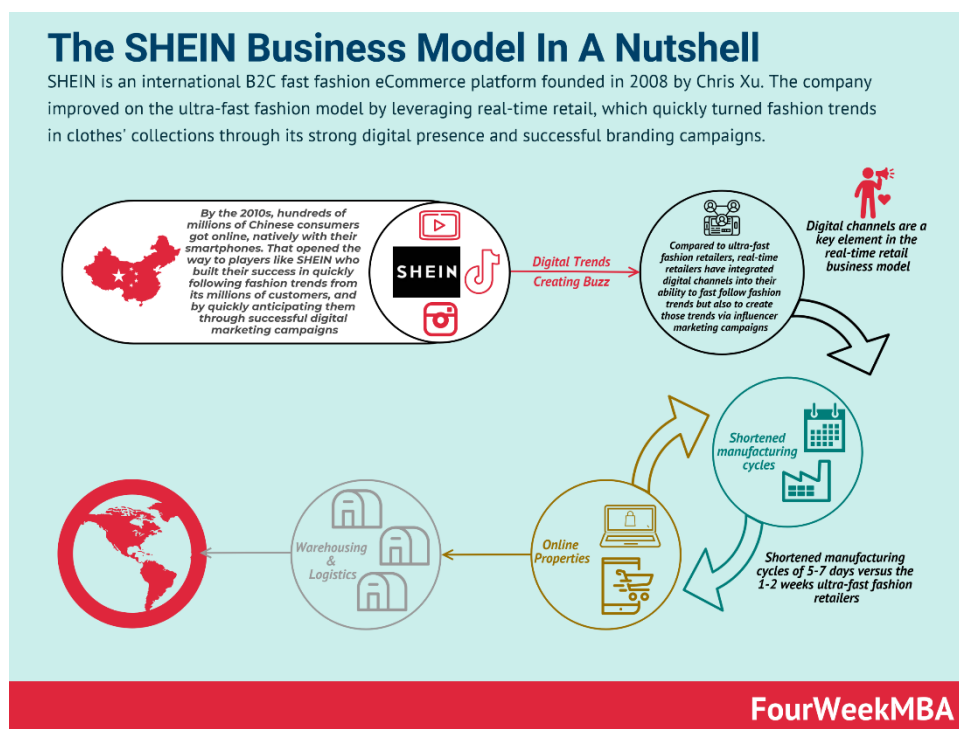 The SHEIN Business Model In A Nutshell
SHEIN is an international B2C fast fashion eCommerce platform founded in 2008 by Chris Xu. The company
improved on the ultra-fast fashion model by leveraging real-time retail, which quickly turned fashion trends
in clothes' collections through its strong digital presence and successful branding campaigns.
By the 2010s, hundreds of
millions of Chinese consumers
got online, natively with their
smartphones. That opened the
way to players like SHEIN who
built their success in quickly
following fashion trends from
its millions of customers, and
by quickly anticipating them
through successful digital
marketing campaigns
SHEIN
Digital Trends
Creating Buzz
Compared to ultra-fast
fashion retailers, real-time
retailers have integrated
digital channels into their
ability to fast follow fashion
trends but also to create
those trends via influencer
marketing campaigns
Digital channels are a
key element in the
real-time retail
business model
Shortened
manufacturing
cycles
Shortened manufacturing
cycles of 5-7 days versus the
1-2 weeks ultra-fast fashion
retailers
Online
Properties
Warehousing
&
Logistics
FourWeekMBA